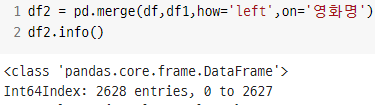 1 df2 = pd.merge(df,df1,how='left',on='영화명')
2 df2.info()
<class 'pandas.core.frame.DataFrame'>
Int64Index: 2628 entries, 0 to 2627